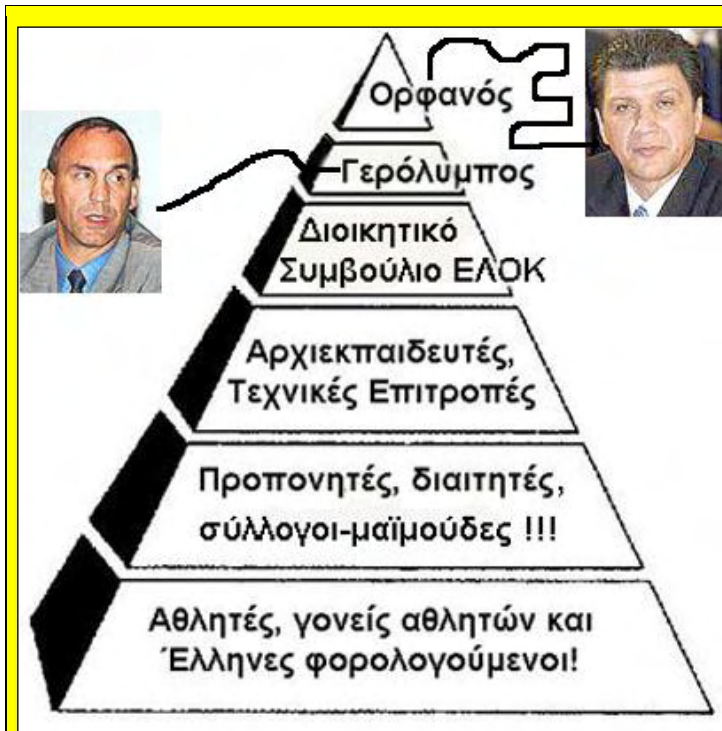 Ορφανός
Γερόλυμπος
Διοικητικό
Συμβούλιο ΕΛΟΚ
Αρχιεκπαιδευτές,
Τεχνικές Επιτροπές
Προπονητές, διαιτητές,
σύλλογοι-μαϊμούδες !!!
Αθλητές, γονείς αθλητών και
Έλληνες φορολογούμενοι!